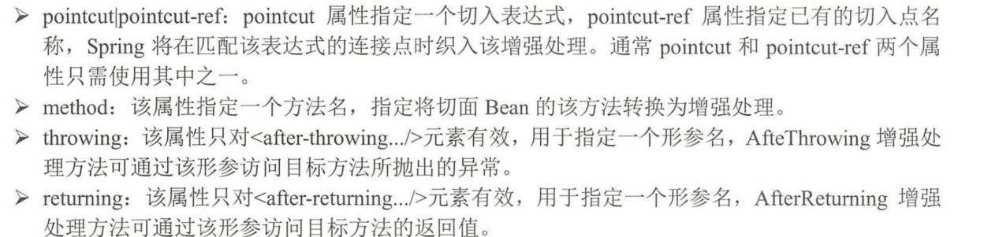 ➢ pointcut|pointcut-ref：pointcut 属性指定一个切入表达式，pointcut-ref 属性指定已有的切入点名
称，Spring 将在匹配该表达式的连接点时织入该增强处理。通常 pointcut 和 pointcut-ref 两个属
性只需使用其中之一。
➢ method：该属性指定一个方法名，指定将切面 Bean 的该方法转换为增强处理。
➢ throwing：该属性只对<after-throwing.../>元素有效，用于指定一个形参名，AfteThrowing 增强处
理方法可通过该形参访问目标方法所抛出的异常。
➢ returning：该属性只对<after-returning.../>元素有效，用于指定一个形参名，AfterReturning 增强
处理方法可通过该形参访问目标方法的返回值。